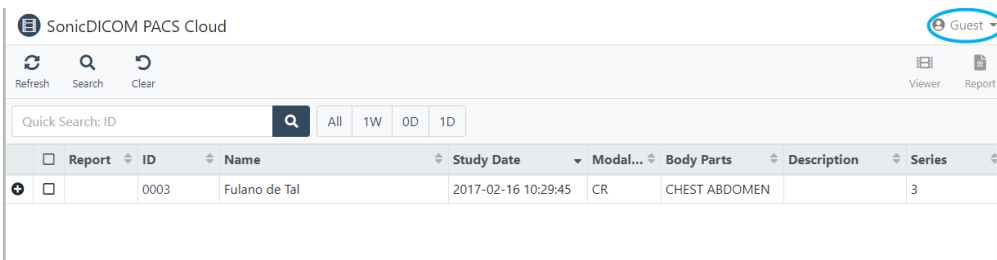 SonicDICOM PACS Cloud Guest
Refresh Search Clear Viewer Report
Quick Search: ID All 1W 0D 1D
Report ID Name Study Date Modal... Body Parts Description Series
0003 Fulano de Tal 2017-02-16 10:29:45 CR CHEST ABDOMEN 3